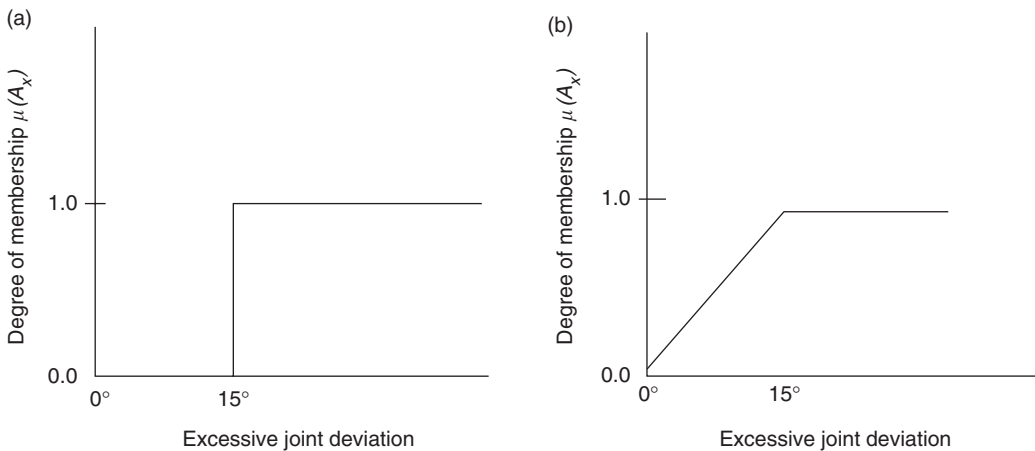 (a)
Degree of membership μ (Aₓ)
1.0
0.0
0°
15°
Excessive joint deviation
(b)
Degree of membership μ (Aₓ)
1.0
0.0
0°
15°
Excessive joint deviation